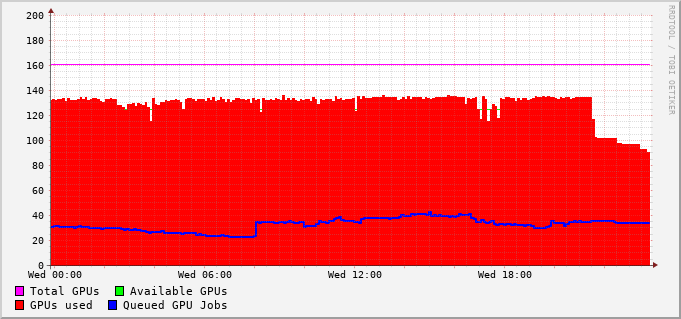 200
180
160
140
120
100
80
60
40
20
0
Wed 00:00 Wed 06:00 Wed 12:00 Wed 18:00
Total GPUs Available GPUs
GPUs used Queued GPU Jobs
RRDTOOL / TOBI OETIKER